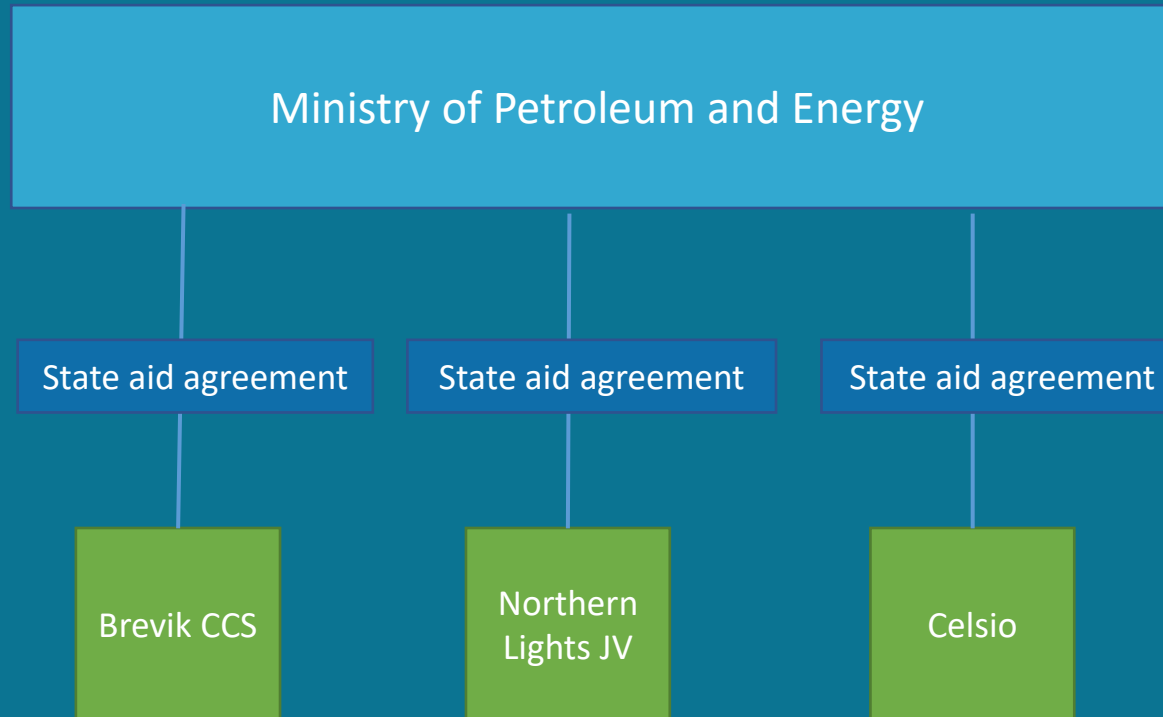 Ministry of Petroleum and Energy
State aid agreement
State aid agreement
State aid agreement
Brevik CCS
Northern
Lights JV
Celsio